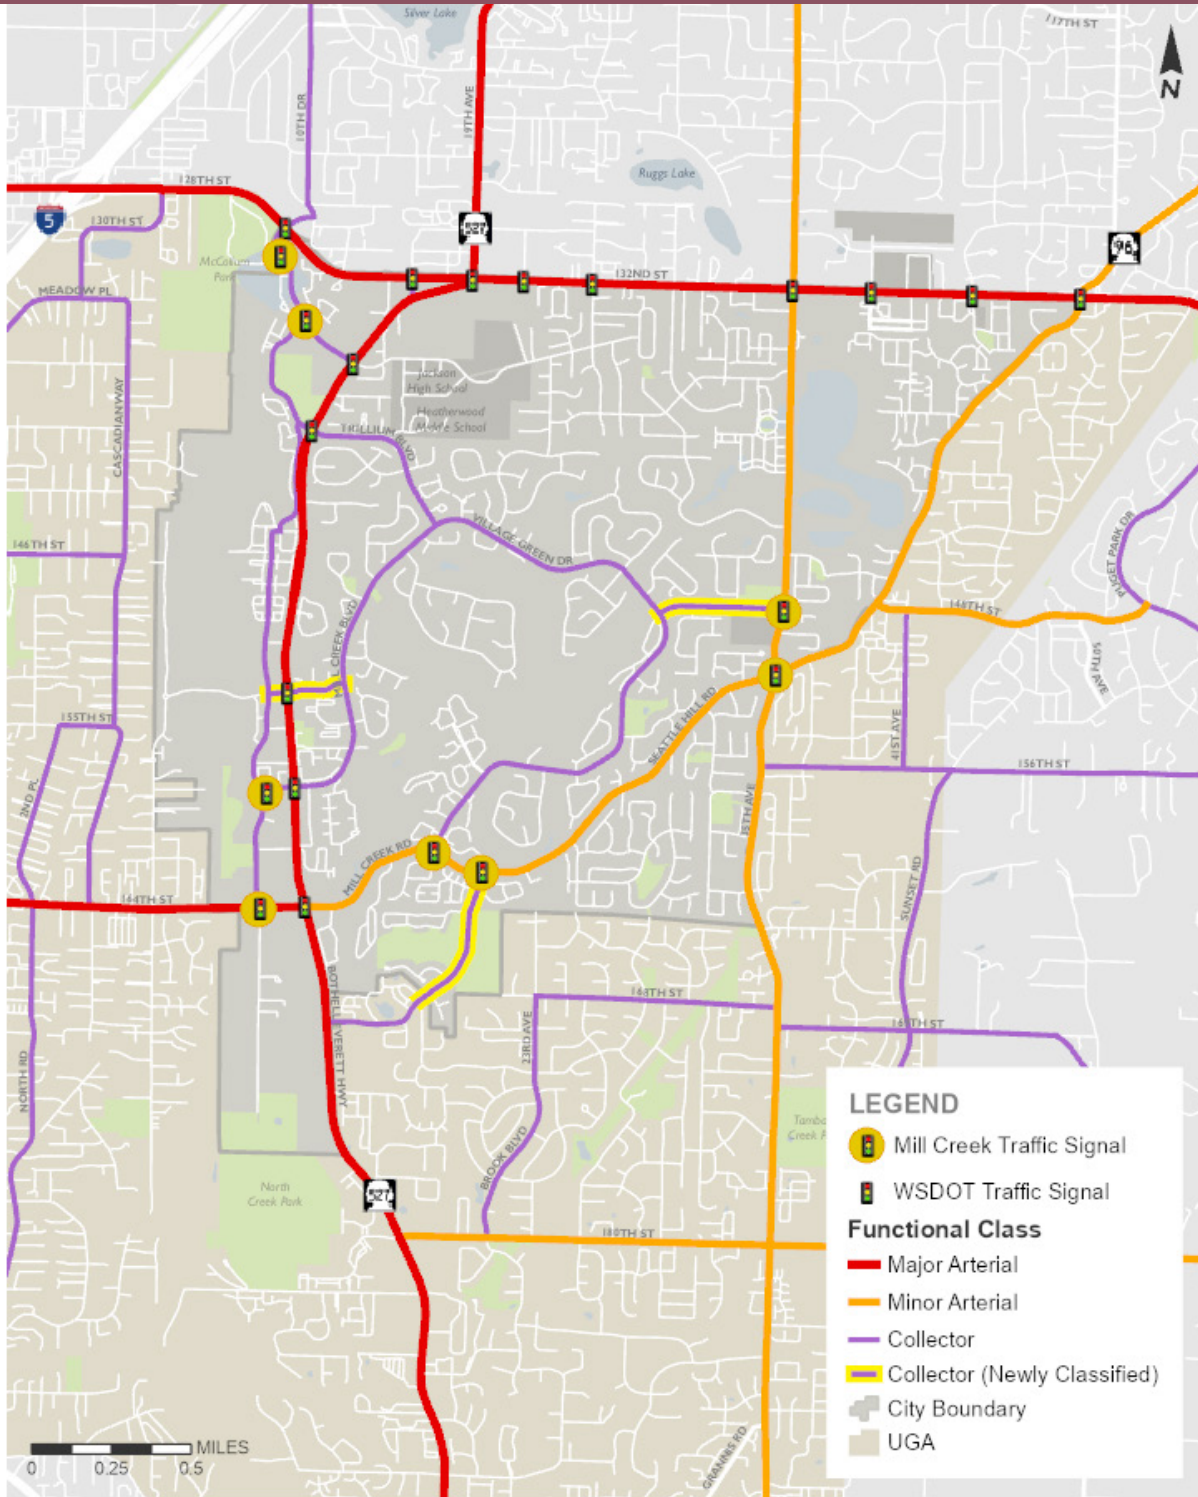 Silver Lake
137TH ST
N
10TH DR
19TH AVE
Ruggs Lake
128TH ST
5
130TH ST
527
96
McCollum
Park
132ND ST
MEADOW PL
Jackson
High School
Heatherwood
Middle School
CASCADIANWAY
TRILLIUM BLVD
VILLAGE GREEN DR
PUGET PARK DR
146TH ST
148TH ST
MILL CREEK BLVD
50TH AVE
SEATTLE HILL RD
155TH ST
41ST AVE
156TH ST
2ND PL
35TH AVE
MILL CREEK RD
SUNSET RD
164TH ST
BOTHELL EVERETT HWY
168TH ST
23RD AVE
NORTH RD
BROOK BLVD
North
Creek Park
527
180TH ST
GRANNIS RD
LEGEND
Mill Creek Traffic Signal
WSDOT Traffic Signal
Functional Class
Major Arterial
Minor Arterial
Collector
Collector (Newly Classified)
City Boundary
UGA
MILES
0 0.25 0.5